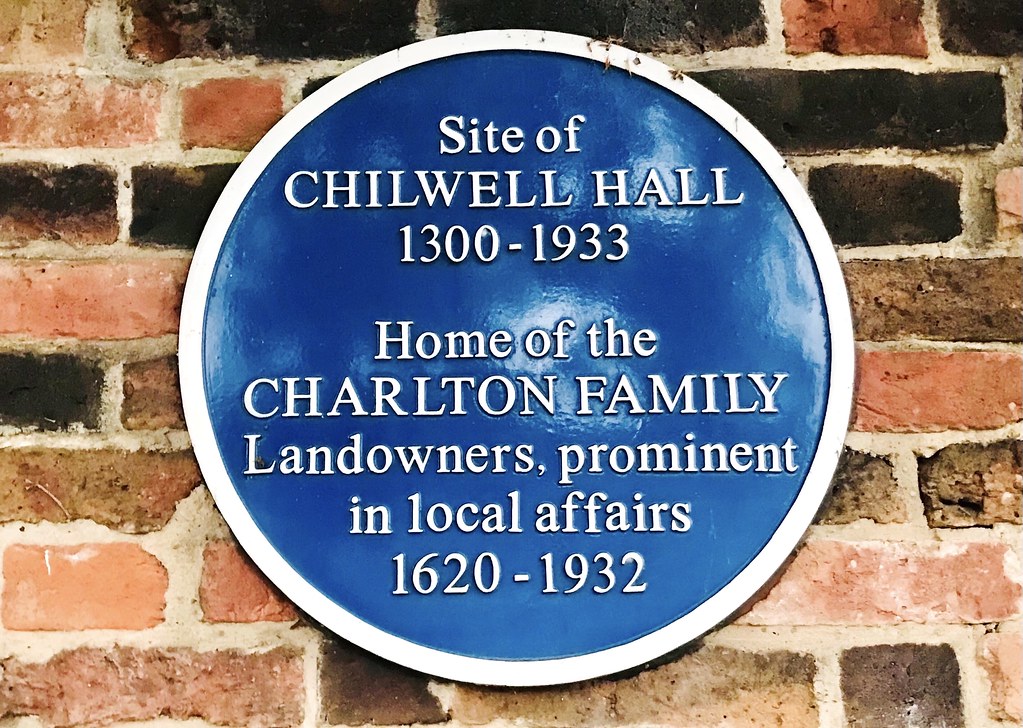 Site of
CHILWELL HALL
1300-1933
Home of the
CHARLTON FAMILY
Landowners, prominent
in local affairs
1620-1932